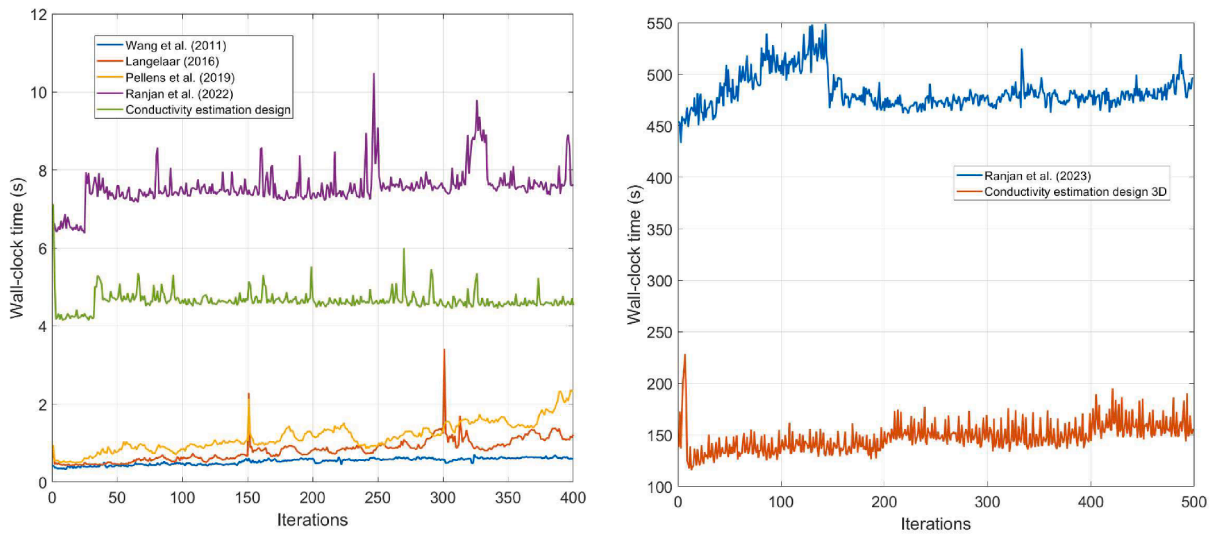 12
10
8
6
4
2
0
Wall-clock time (s)
Wang et al. (2011)
Langelaar (2016)
Pellens et al. (2019)
Ranjan et al. (2022)
Conductivity estimation design
0 50 100 150 200 250 300 350 400
Iterations
550
500
450
400
350
300
250
200
150
100
Wall-clock time (s)
Ranjan et al. (2023)
Conductivity estimation design 3D
0 100 200 300 400 500
Iterations